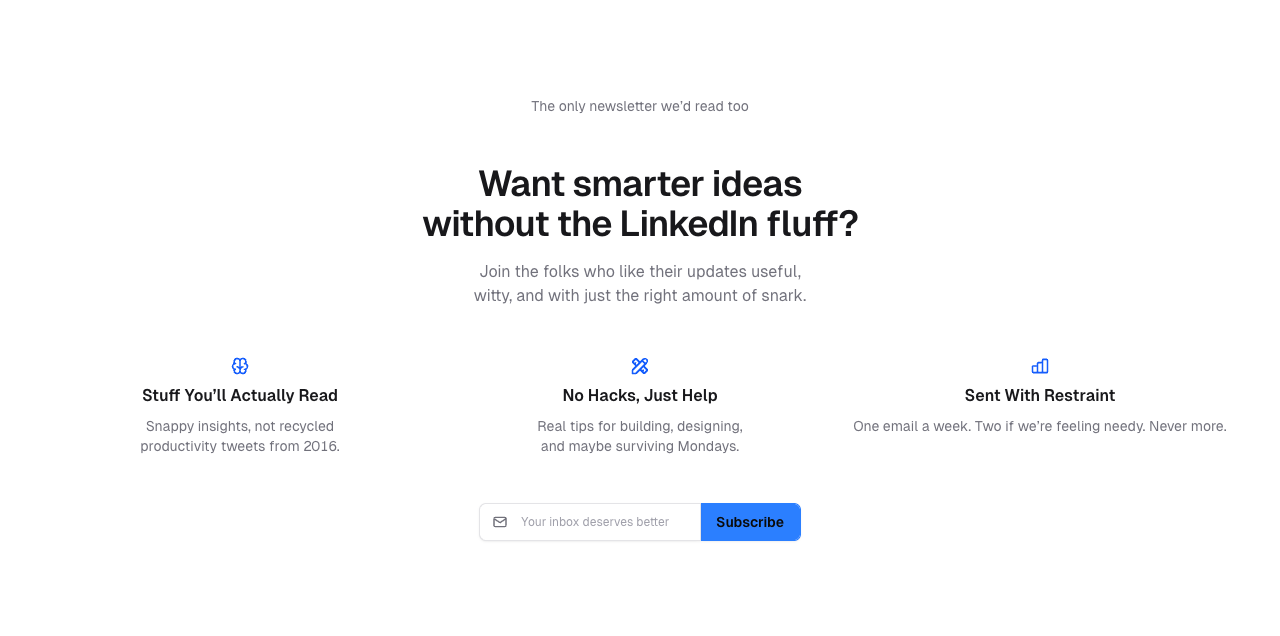 The only newsletter we’d read too
Want smarter ideas
without the LinkedIn fluff?
Join the folks who like their updates useful,
witty, and with just the right amount of snark.
Stuff You’ll Actually Read
Snappy insights, not recycled
productivity tweets from 2016.
No Hacks, Just Help
Real tips for building, designing,
and maybe surviving Mondays.
Sent With Restraint
One email a week. Two if we’re feeling needy. Never more.
Your inbox deserves better
Subscribe